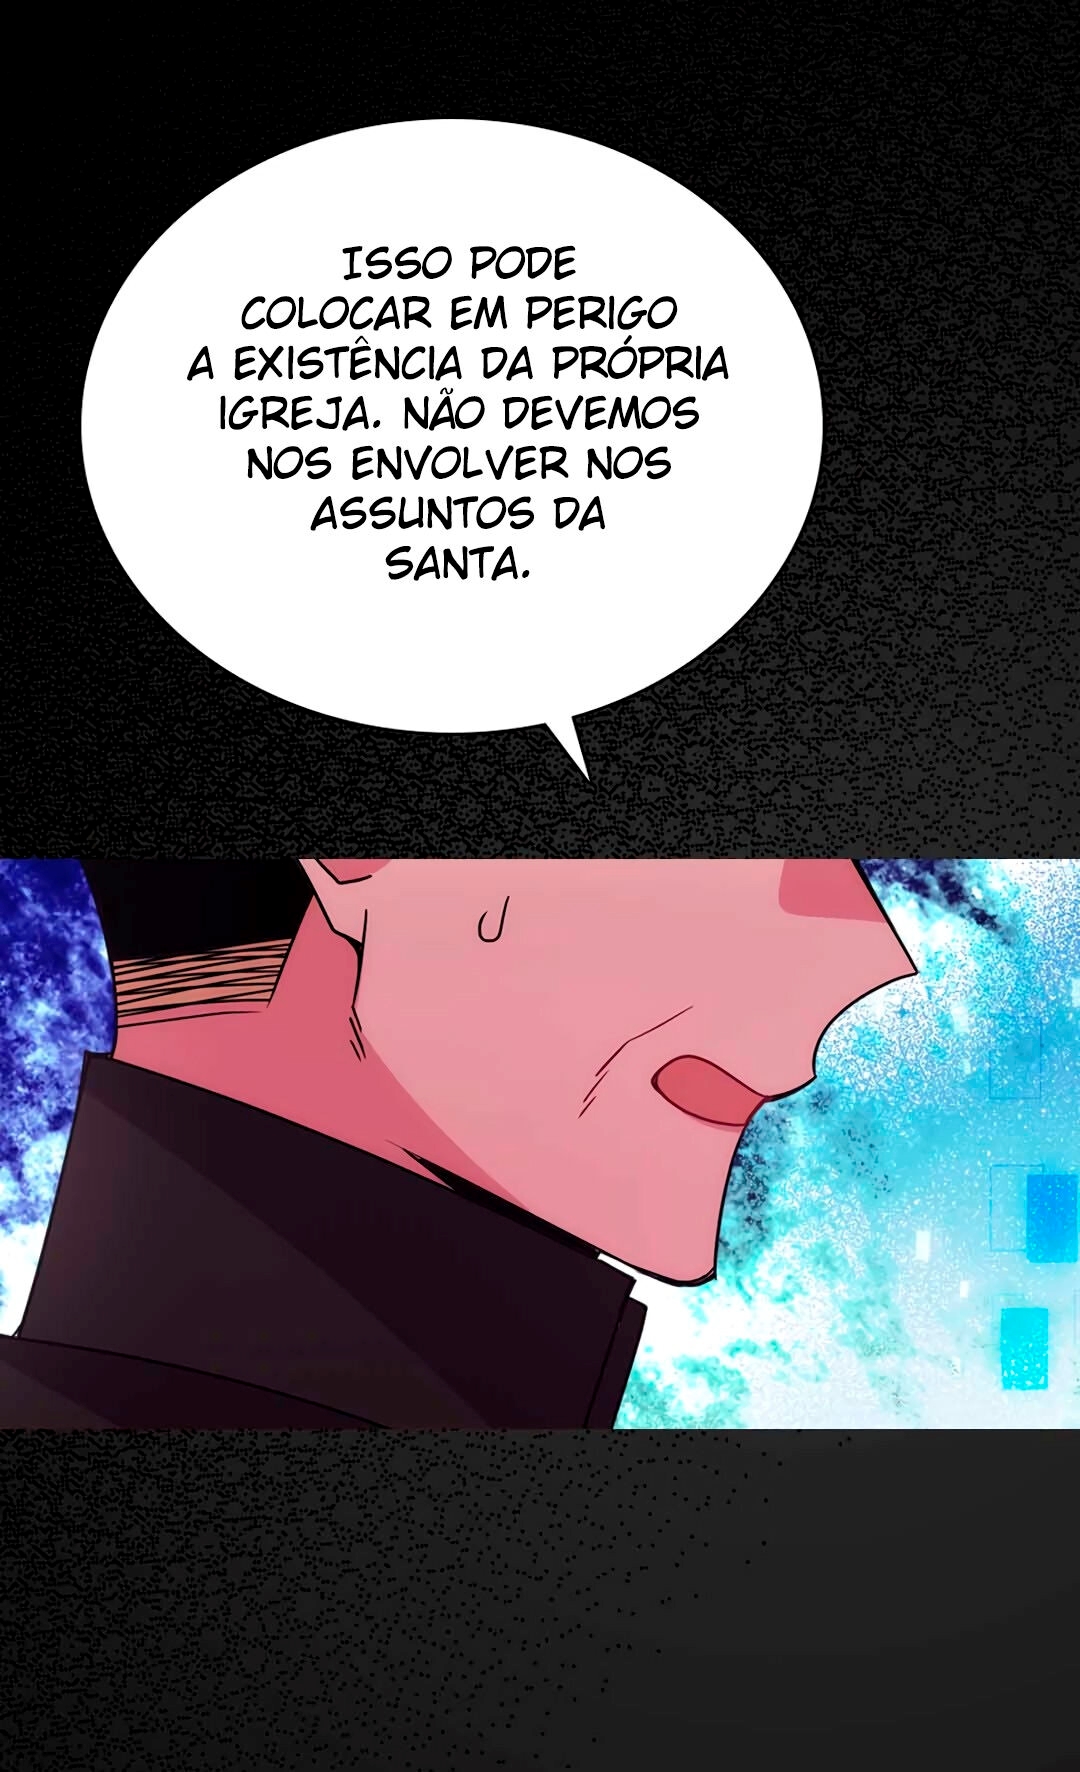 ISSO PODE
COLOCAR EM PERIGO
A EXISTÊNCIA DA PRÓPRIA
IGREJA. NÃO DEVEMOS
NOS ENVOLVER NOS
ASSUNTOS DA
SANTA.